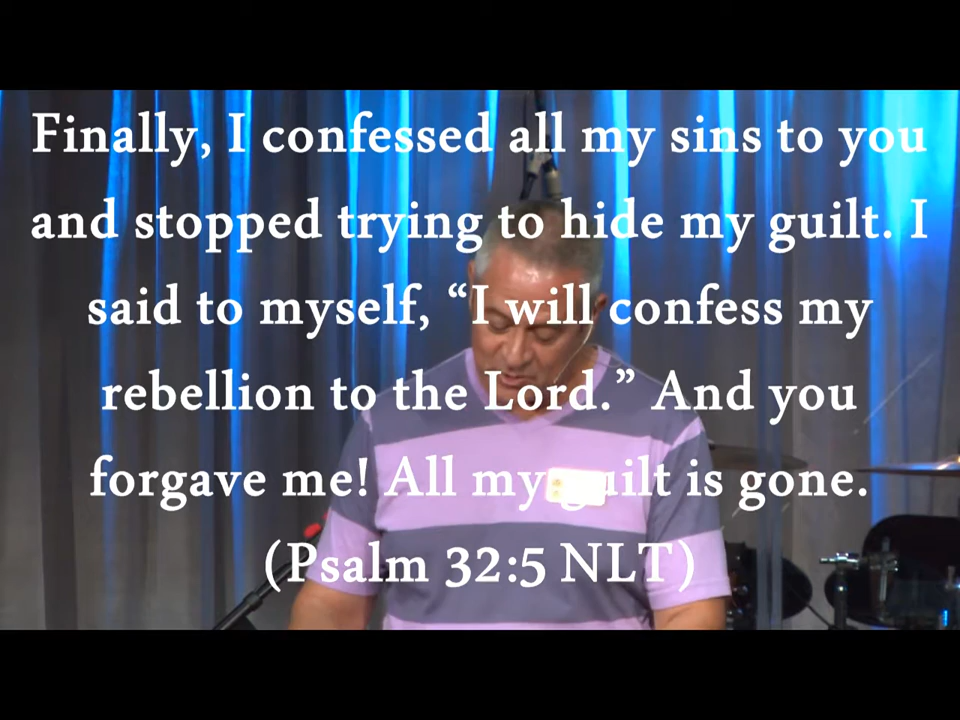 Finally, I confessed all my sins to you
and stopped trying to hide my guilt. I
said to myself, “I will confess my
rebellion to the Lord.” And you
forgave me! All my guilt is gone.
(Psalm 32:5 NLT)